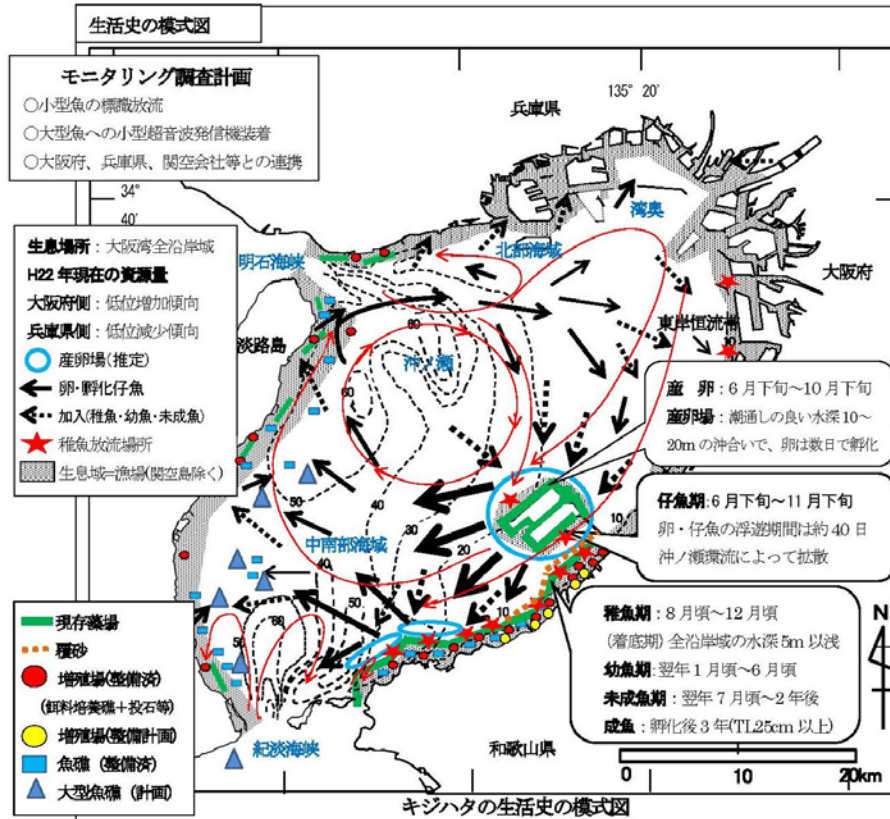 生活史の模式図
モニタリング調査計画
○小型魚の標識放流
○大型魚への小型超音波発信機装着
○大阪府、兵庫県、関空会社等との連携
135° 20′
兵庫県
34°
40′
湾奥
北部海域
明石海峡
大阪府
東岸恒流帯
淡路島
沖ノ瀬
生息場所：大阪湾全沿岸域
H22年現在の資源量
大阪府側：低位増加傾向
兵庫県側：低位減少傾向
産卵場(推定)
卵・孵化仔魚
加入(稚魚・幼魚・未成魚)
稚魚放流場所
生息域=漁場(関空島除く)
60
60
50
50
40
30
20
10
10
10
40
50
50
60
中南部海域
産　卵：6月下旬～10月下旬
産卵場：潮通しの良い水深10～
20mの沖合いで、卵は数日で孵化
仔魚期：6月下旬～11月下旬
卵・仔魚の浮遊期間は約40日
沖ノ瀬環流によって拡散
稚魚期：8月頃～12月頃
(着底期)全沿岸域の水深5m以浅
幼魚期：翌年1月頃～6月頃
未成魚期：翌年7月頃～2年後
成魚：孵化後3年(TL25cm以上)
現存藻場
覆砂
増殖場(整備済)
(餌料培養礁＋投石等)
増殖場(整備計画)
魚礁(整備済)
大型魚礁(計画)
紀淡海峡
和歌山県
N
0 10 20km
キジハタの生活史の模式図